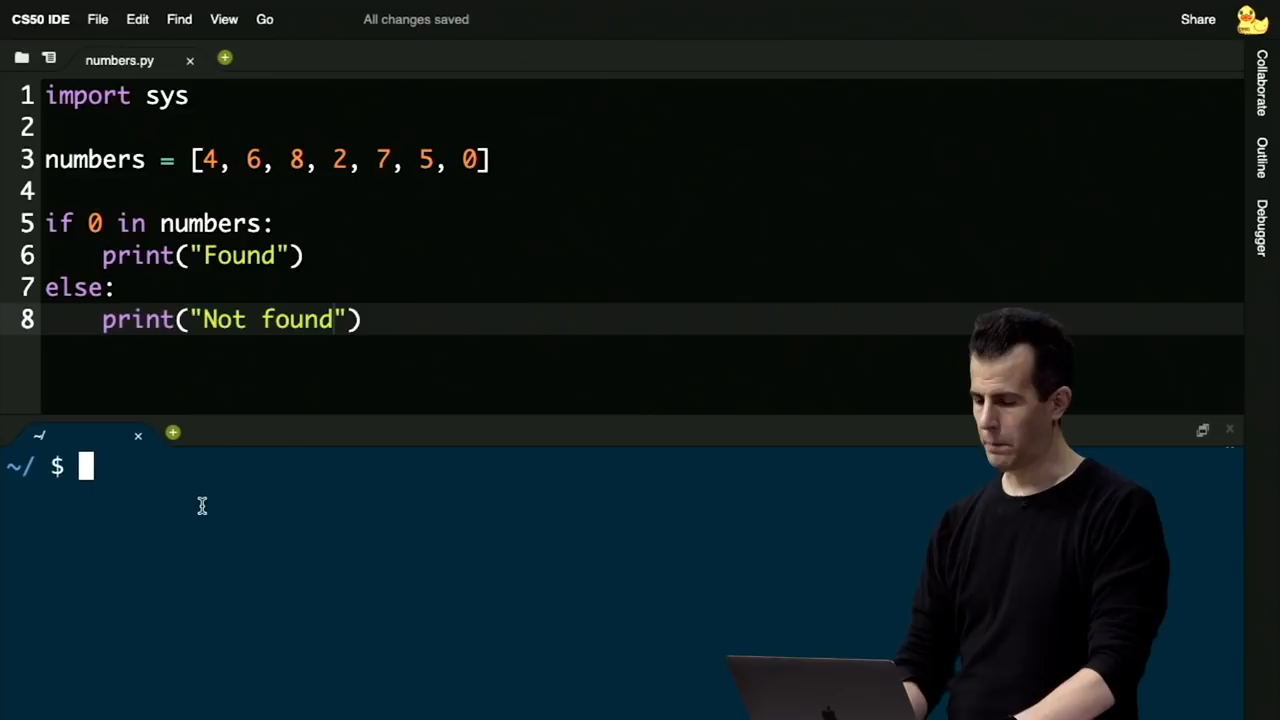 CS50 IDE File Edit Find View Go All changes saved Share
numbers.py
1 import sys
2
3 numbers = [4, 6, 8, 2, 7, 5, 0]
4
5 if 0 in numbers:
6 print("Found")
7 else:
8 print("Not found")
Collaborate
Outline
Debugger
~/
~/ $